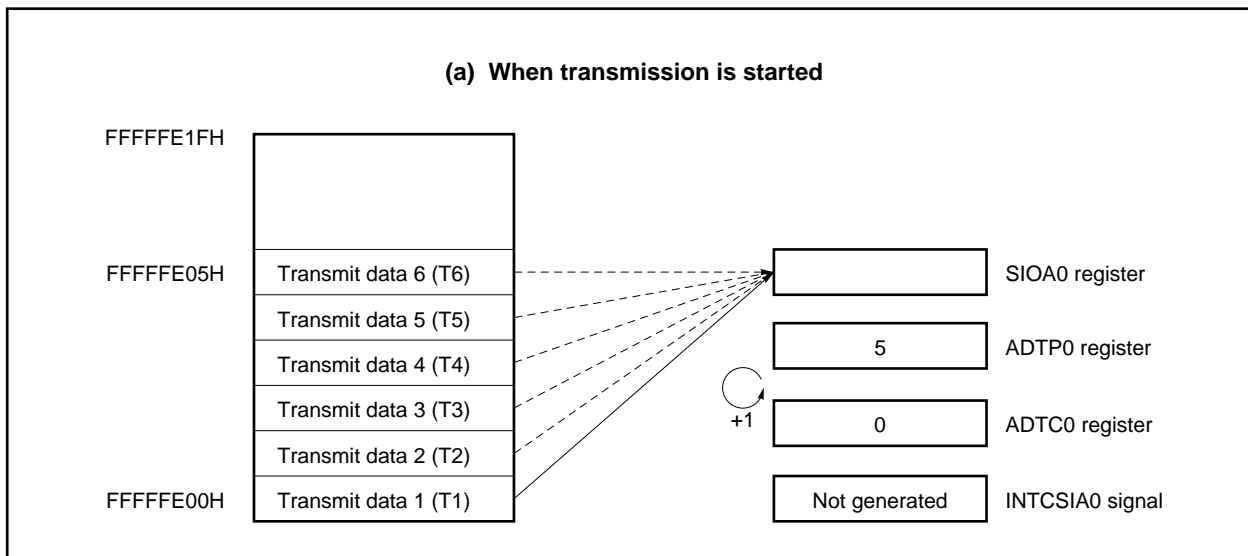 (a) When transmission is started
FFFFFE1FH
FFFFFE05H
Transmit data 6 (T6)
SIOA0 register
Transmit data 5 (T5)
5
ADTP0 register
Transmit data 4 (T4)
Transmit data 3 (T3)
+1
0
ADTC0 register
Transmit data 2 (T2)
FFFFFE00H
Transmit data 1 (T1)
Not generated
INTCSIA0 signal